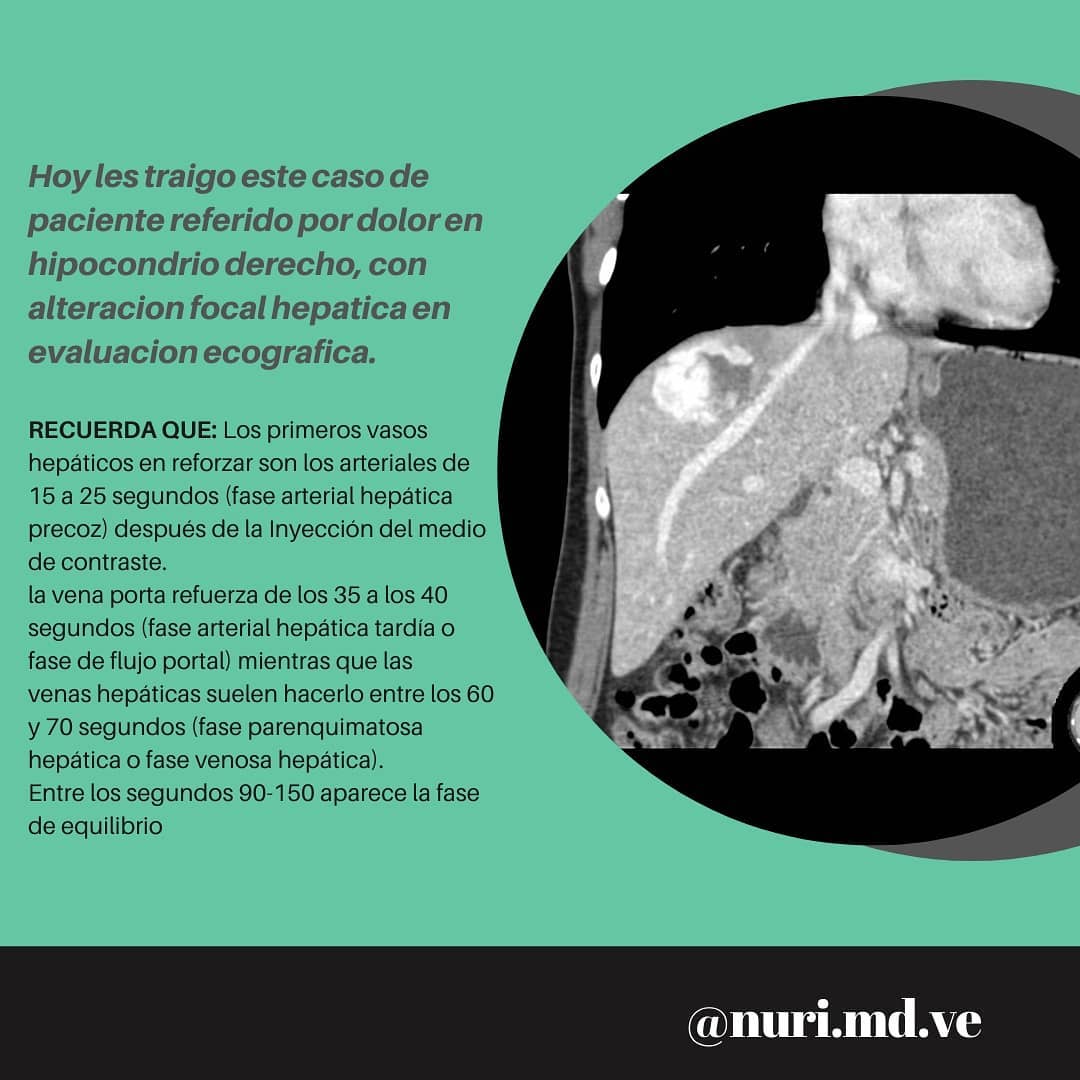 Hoy les traigo este caso de
paciente referido por dolor en
hipocondrio derecho, con
alteracion focal hepatica en
evaluacion ecografica.
RECUERDA QUE: Los primeros vasos
hepáticos en reforzar son los arteriales de
15 a 25 segundos (fase arterial hepática
precoz) después de la Inyección del medio
de contraste.
la vena porta refuerza de los 35 a los 40
segundos (fase arterial hepática tardía o
fase de flujo portal) mientras que las
venas hepáticas suelen hacerlo entre los 60
y 70 segundos (fase parenquimatosa
hepática o fase venosa hepática).
Entre los segundos 90-150 aparece la fase
de equilibrio
@nuri.md.ve